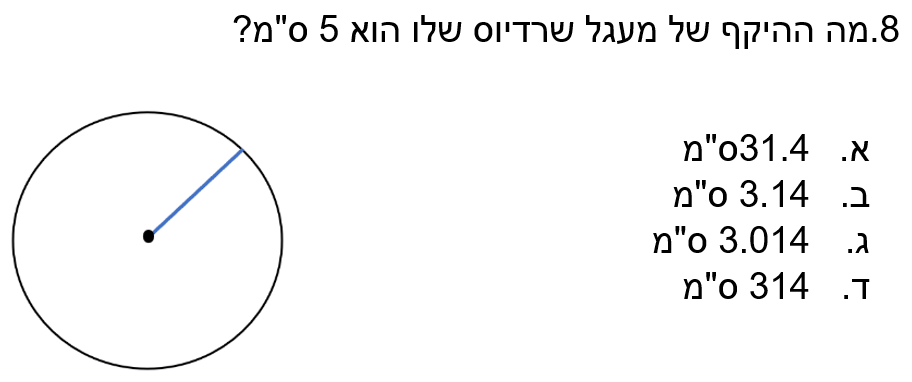 8.מה ההיקף של מעגל שרדיוס שלו הוא 5 ס"מ?
א. 31.4ס"מ
ב. 3.14 ס"מ
ג. 3.014 ס"מ
ד. 314 ס"מ